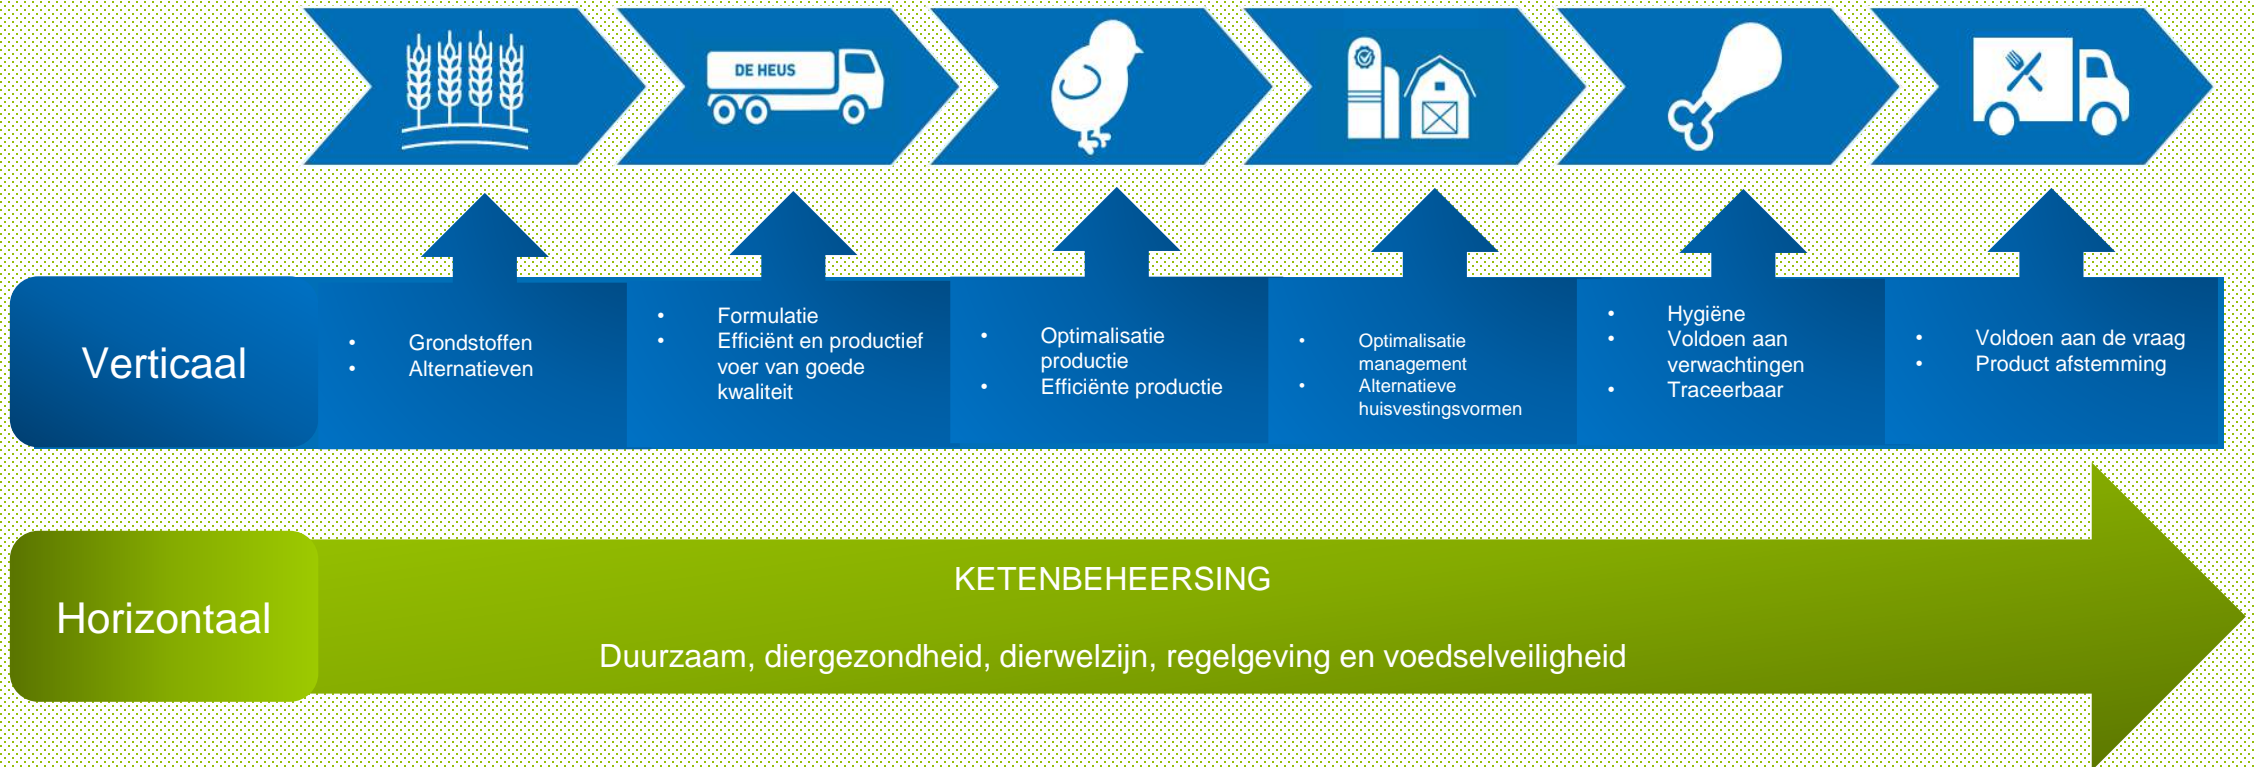 DE HEUS
Verticaal
• Grondstoffen
• Alternatieven
• Formulatie
• Efficiënt en productief
voer van goede
kwaliteit
• Optimalisatie
productie
• Efficiënte productie
• Optimalisatie
management
• Alternatieve
huisvestingsvormen
• Hygiëne
• Voldoen aan
verwachtingen
• Traceerbaar
• Voldoen aan de vraag
• Product afstemming
Horizontaal
KETENBEHEERSING
Duurzaam, diergezondheid, dierwelzijn, regelgeving en voedselveiligheid